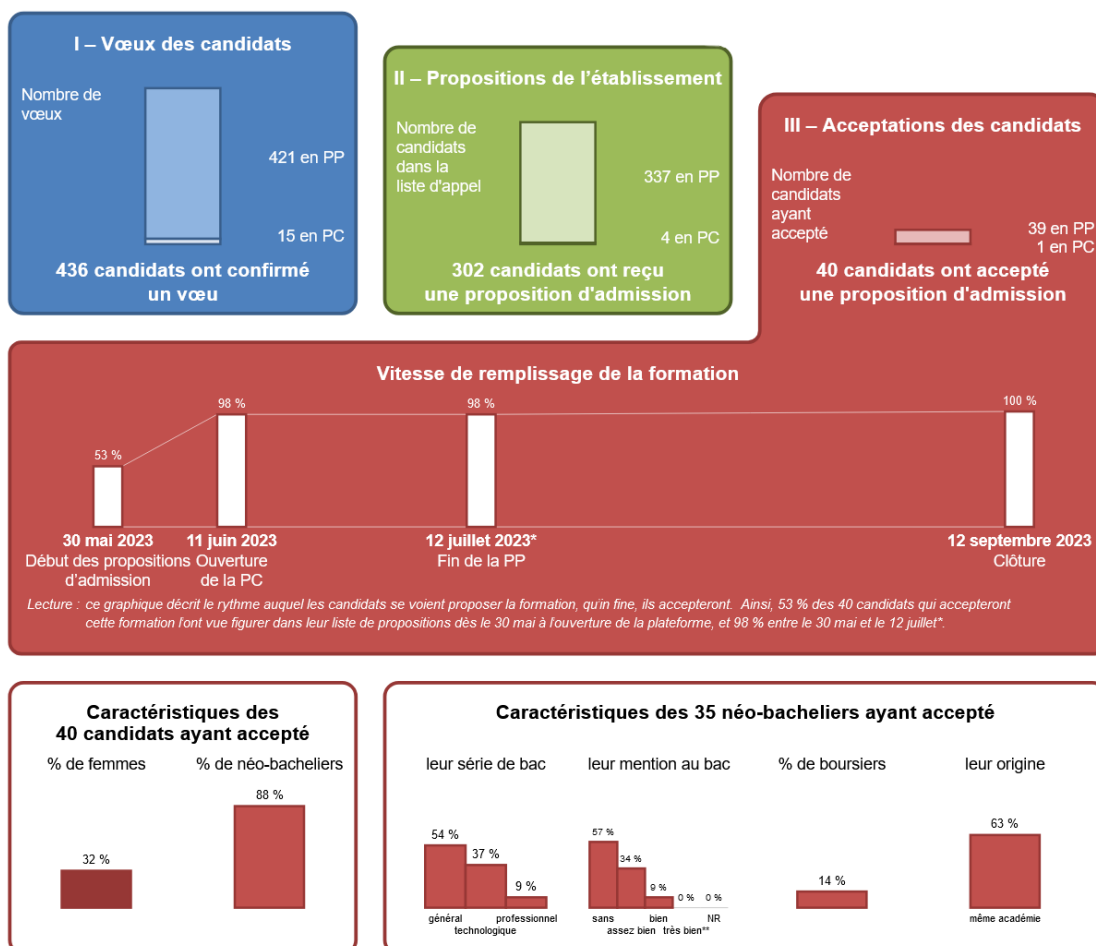 I – Vœux des candidats
Nombre de
vœux
421 en PP
15 en PC
436 candidats ont confirmé
un vœu
II – Propositions de l'établissement
Nombre de
candidats
dans la
liste d'appel
337 en PP
4 en PC
302 candidats ont reçu
une proposition d'admission
III – Acceptations des candidats
Nombre de
candidats
ayant
accepté
39 en PP
1 en PC
40 candidats ont accepté
une proposition d'admission
Vitesse de remplissage de la formation
53 %
98 %
98 %
100 %
30 mai 2023
Début des propositions
d'admission
11 juin 2023
Ouverture
de la PC
12 juillet 2023*
Fin de la PP
12 septembre 2023
Clôture
Lecture : ce graphique décrit le rythme auquel les candidats se voient proposer la formation, qu'in fine, ils accepteront. Ainsi, 53 % des 40 candidats qui accepteront
cette formation l'ont vue figurer dans leur liste de propositions dès le 30 mai à l'ouverture de la plateforme, et 98 % entre le 30 mai et le 12 juillet*.
Caractéristiques des
40 candidats ayant accepté
% de femmes
% de néo-bacheliers
32 %
88 %
Caractéristiques des 35 néo-bacheliers ayant accepté
leur série de bac
54 %
37 %
9 %
général
professionnel
technologique
leur mention au bac
57 %
34 %
9 %
0 %
0 %
sans
bien
NR
assez bien
très bien**
% de boursiers
14 %
leur origine
63 %
même académie